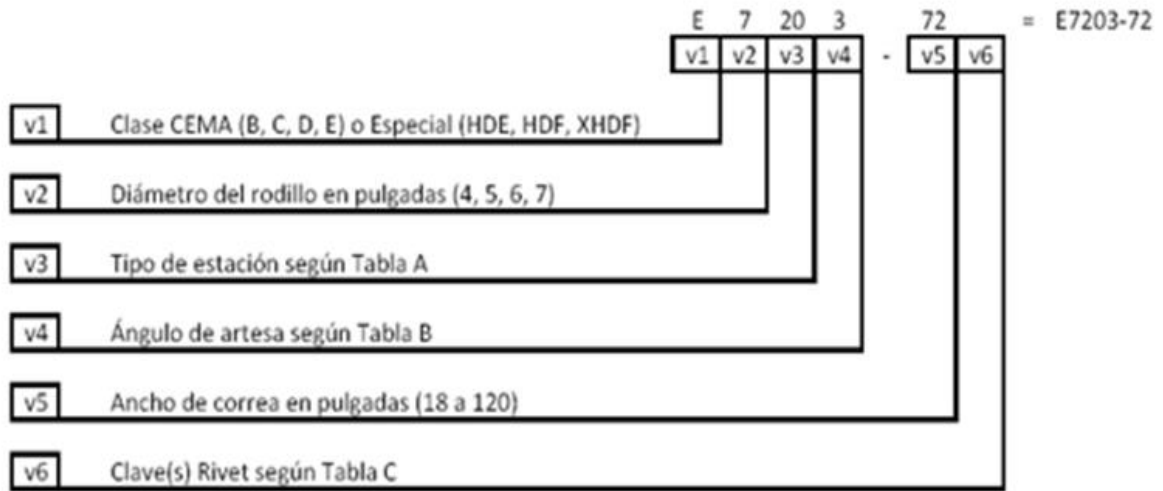 E 7 20 3 72 = E7203-72
v1 v2 v3 v4 - v5 v6
v1 Clase CEMA (B, C, D, E) o Especial (HDE, HDF, XHDF)
v2 Diámetro del rodillo en pulgadas (4, 5, 6, 7)
v3 Tipo de estación según Tabla A
v4 Ángulo de artesa según Tabla B
v5 Ancho de correa en pulgadas (18 a 120)
v6 Clave(s) Rivet según Tabla C